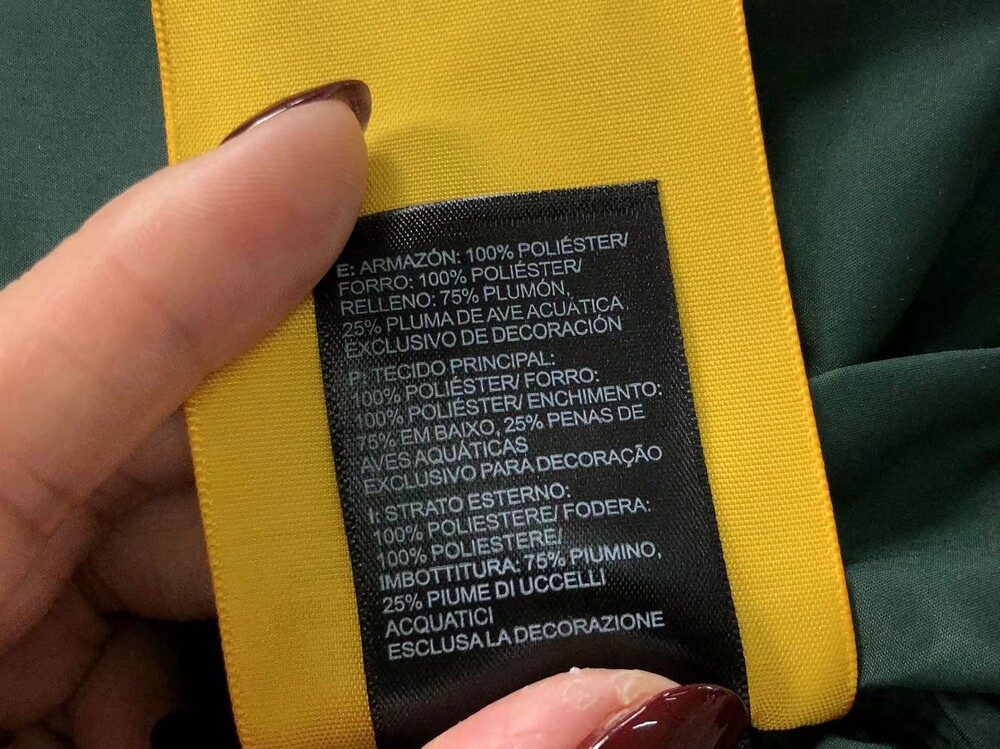 E: ARMAZÓN: 100% POLIÉSTER/
FORRO: 100% POLIÉSTER/
RELLENO: 75% PLUMÓN,
25% PLUMA DE AVE ACUÁTICA
EXCLUSIVO DE DECORACIÓN
P: TECIDO PRINCIPAL:
100% POLIÉSTER/ FORRO:
100% POLIÉSTER/ ENCHIMENTO:
75% EM BAIXO, 25% PENAS DE
AVES AQUÁTICAS
EXCLUSIVO PARA DECORAÇÃO
I: STRATO ESTERNO:
100% POLIESTERE/ FODERA:
100% POLIESTERE/
IMBOTTITURA: 75% PIUMINO,
25% PIUME DI UCCELLI
ACQUATICI
ESCLUSA LA DECORAZIONE